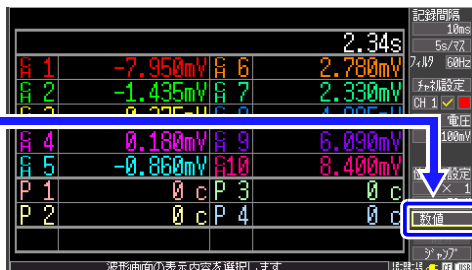 記録間隔
10ms
5s/マス
2.34s
フィルタ 60Hz
CH 1 -7.950mV CH 6 2.780mV
チャネル設定
CH 2 -1.435mV CH 7 2.330mV
CH 1
電圧
100mV
CH 4 0.180mV CH 9 6.090mV
CH 5 -0.860mV CH10 8.400mV
設定
× 1
P 1 0 c P 3 0 c
P 2 0 c P 4 0 c
数値
ジャンプ
波形画面の表示内容を選択します